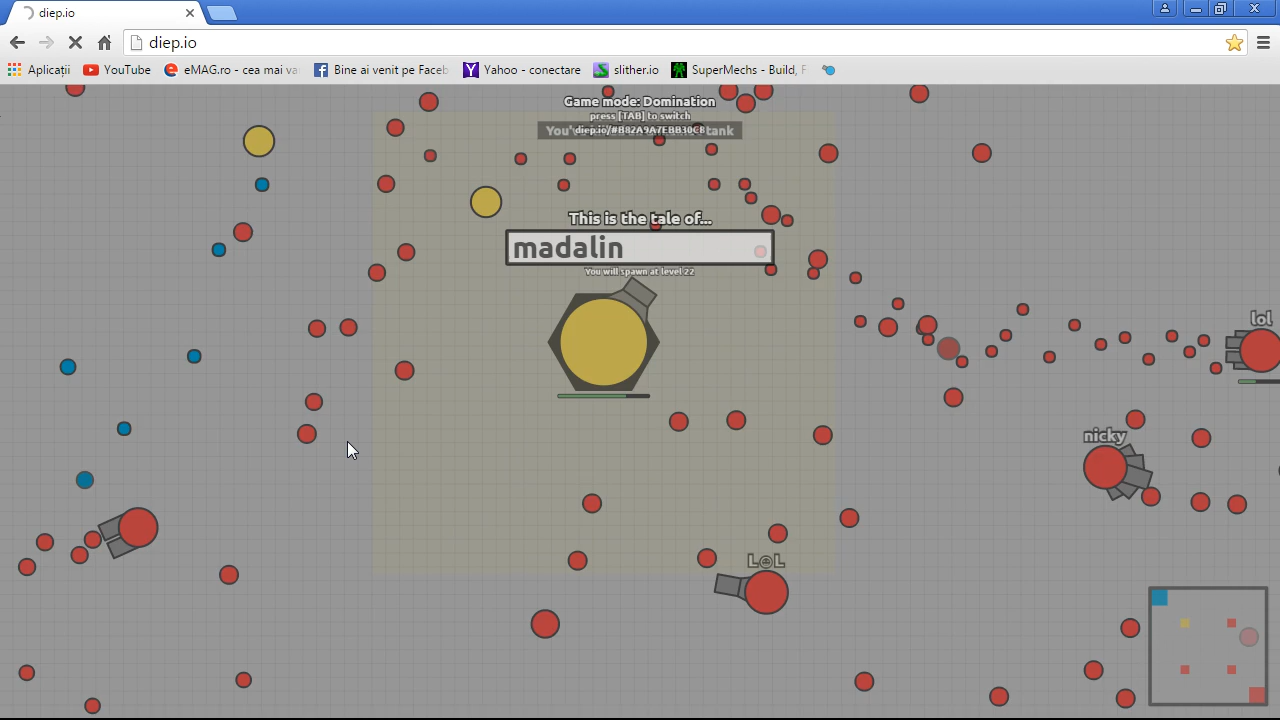 diep.io
diep.io
Aplicații YouTube eMAG.ro - cea mai va Bine ai venit pe Faceb Yahoo - conectare slither.io SuperMechs - Build, F
Game mode: Domination
press [TAB] to switch
You' tank
diep.io/#B82A9A7EBB30C8
This is the tale of...
madalin
You will spawn at level 22
lol
nicky
L☺L